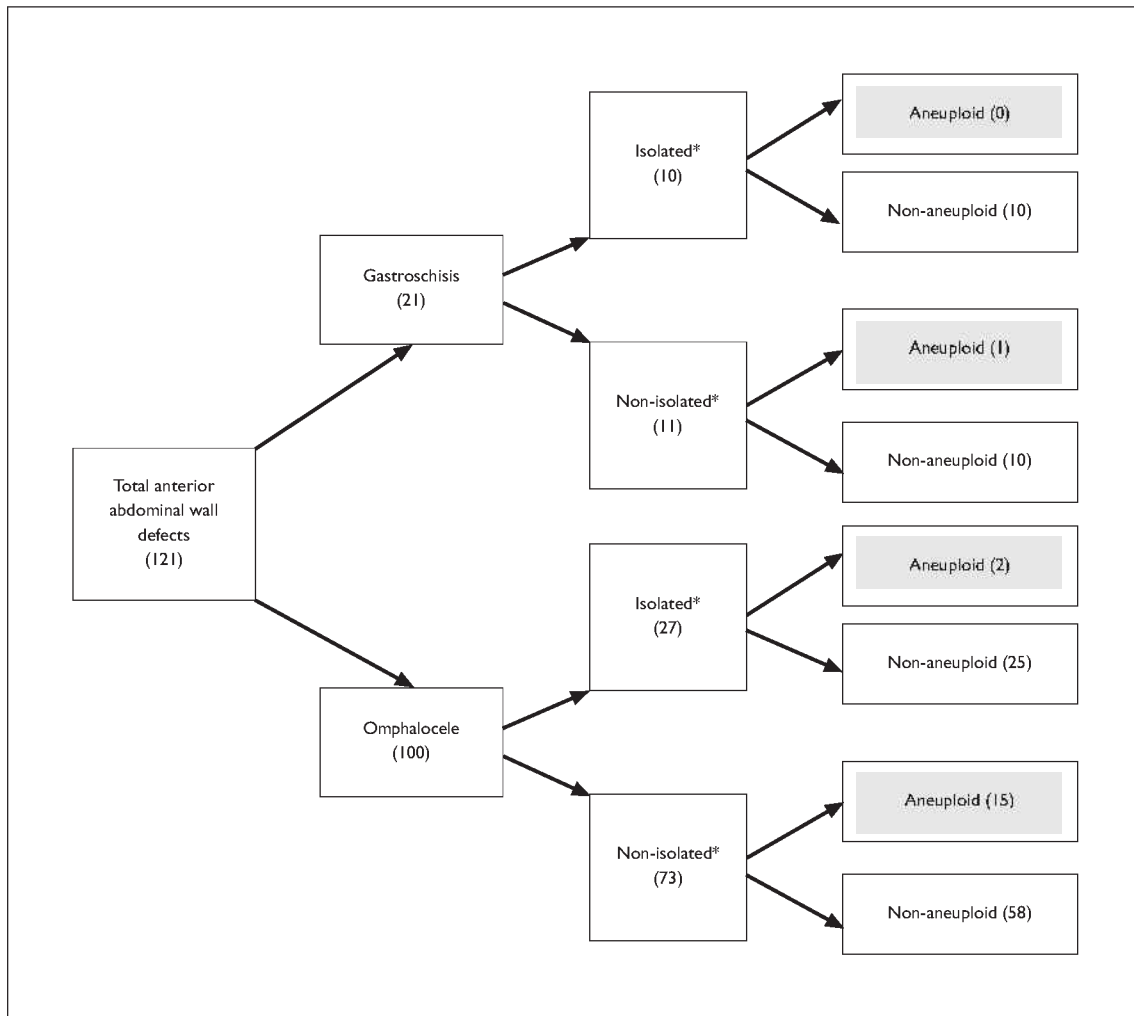 Total anterior
abdominal wall
defects
(121)
Gastroschisis
(21)
Omphalocele
(100)
Isolated*
(10)
Non-isolated*
(11)
Isolated*
(27)
Non-isolated*
(73)
Aneuploid (0)
Non-aneuploid (10)
Aneuploid (1)
Non-aneuploid (10)
Aneuploid (2)
Non-aneuploid (25)
Aneuploid (15)
Non-aneuploid (58)